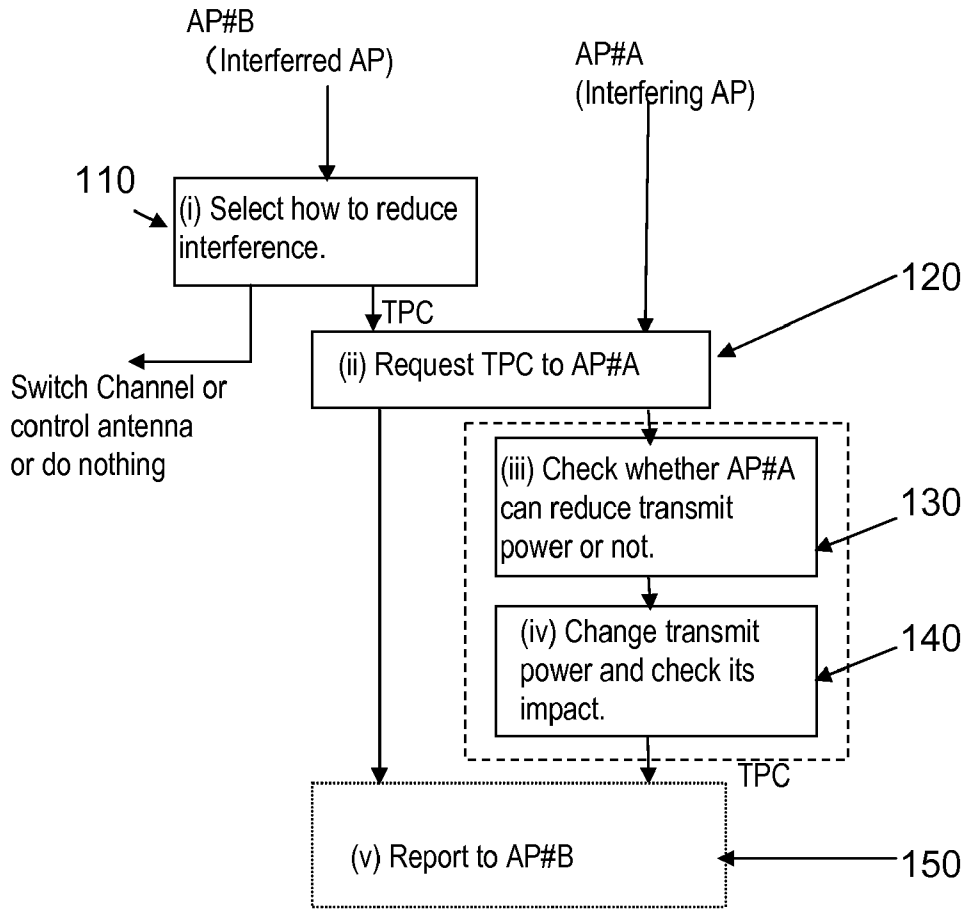 AP#B
(Interferred AP)
AP#A
(Interfering AP)
110
(i) Select how to reduce
interference.
120
TPC
(ii) Request TPC to AP#A
Switch Channel or
control antenna
or do nothing
(iii) Check whether AP#A
can reduce transmit
power or not.
130
(iv) Change transmit
power and check its
impact.
140
TPC
(v) Report to AP#B
150